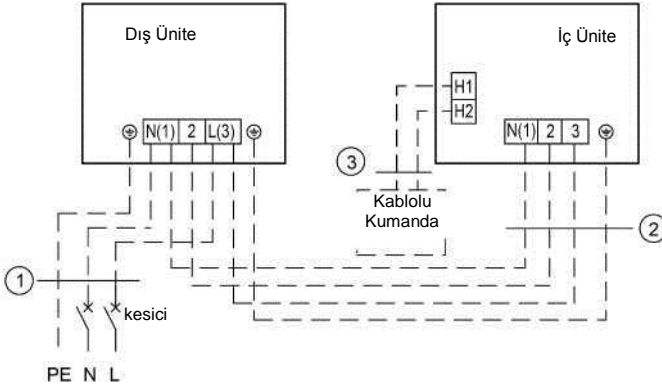 Dış Ünite
İç Ünite
H1
H2
N(1) 2 L(3)
N(1) 2 3
3
Kablolu
Kumanda
2
1
kesici
PE N L